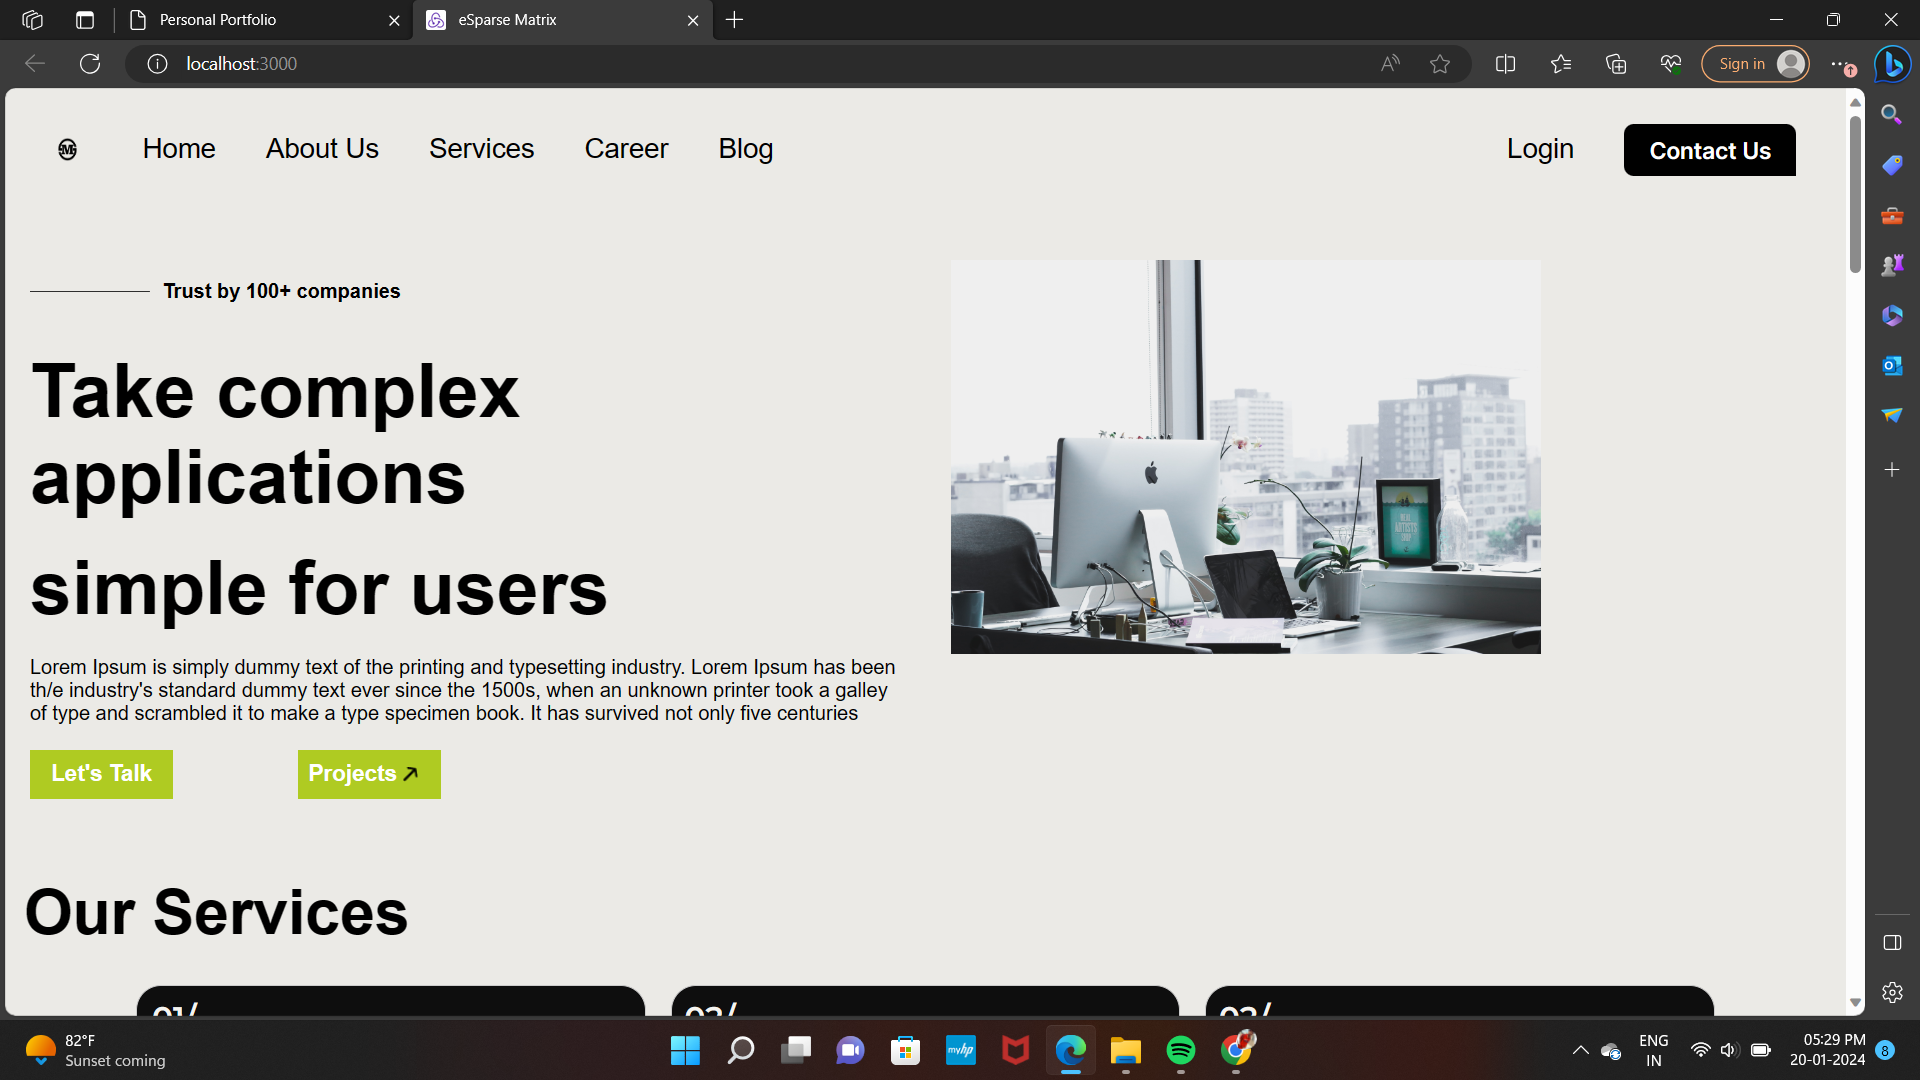 Personal Portfolio
eSparse Matrix
localhost:3000
Sign in
Home About Us Services Career Blog
Login
Contact Us
Trust by 100+ companies
Take complex
applications
simple for users
Lorem Ipsum is simply dummy text of the printing and typesetting industry. Lorem Ipsum has been
th/e industry's standard dummy text ever since the 1500s, when an unknown printer took a galley
of type and scrambled it to make a type specimen book. It has survived not only five centuries
Let's Talk
Projects
Our Services
01/
82°F
Sunset coming
myhp
ENG
IN
05:29 PM
20-01-2024
8